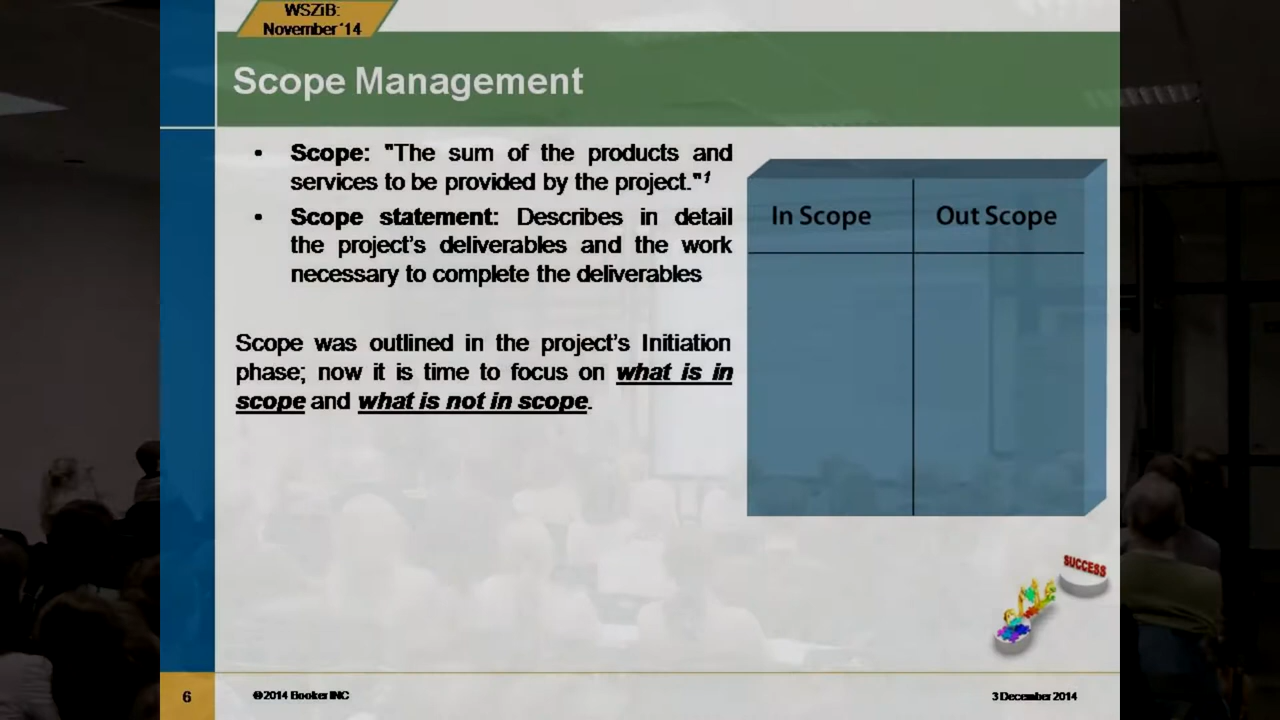 WSZiB:
November '14
Scope Management
• Scope: "The sum of the products and
services to be provided by the project."1
• Scope statement: Describes in detail
the project's deliverables and the work
necessary to complete the deliverables
Scope was outlined in the project's Initiation
phase; now it is time to focus on what is in
scope and what is not in scope.
In Scope
Out Scope
SUCCESS
6
©2014 Booker INC
3 December 2014